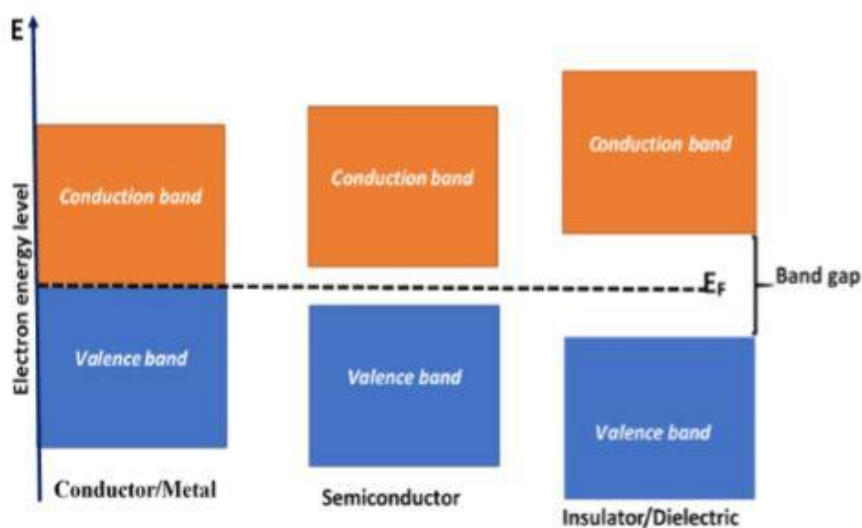 E
Electron energy level
Conduction band
Conduction band
Conduction band
E_F
Band gap
Valence band
Valence band
Valence band
Conductor/Metal
Semiconductor
Insulator/Dielectric